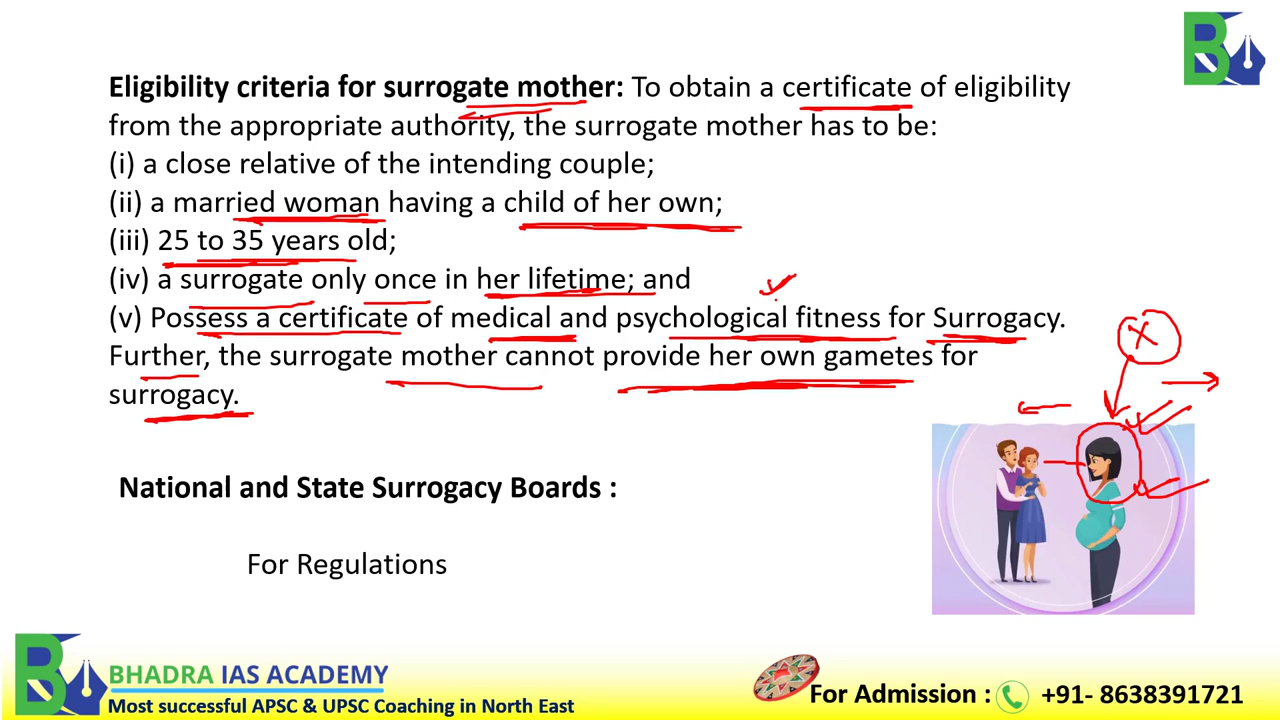 Eligibility criteria for surrogate mother: To obtain a certificate of eligibility
from the appropriate authority, the surrogate mother has to be:
(i) a close relative of the intending couple;
(ii) a married woman having a child of her own;
(iii) 25 to 35 years old;
(iv) a surrogate only once in her lifetime; and
(v) Possess a certificate of medical and psychological fitness for Surrogacy.
Further, the surrogate mother cannot provide her own gametes for
surrogacy.
X
National and State Surrogacy Boards :
For Regulations
BHADRA IAS ACADEMY
Most successful APSC & UPSC Coaching in North East
For Admission : +91- 8638391721